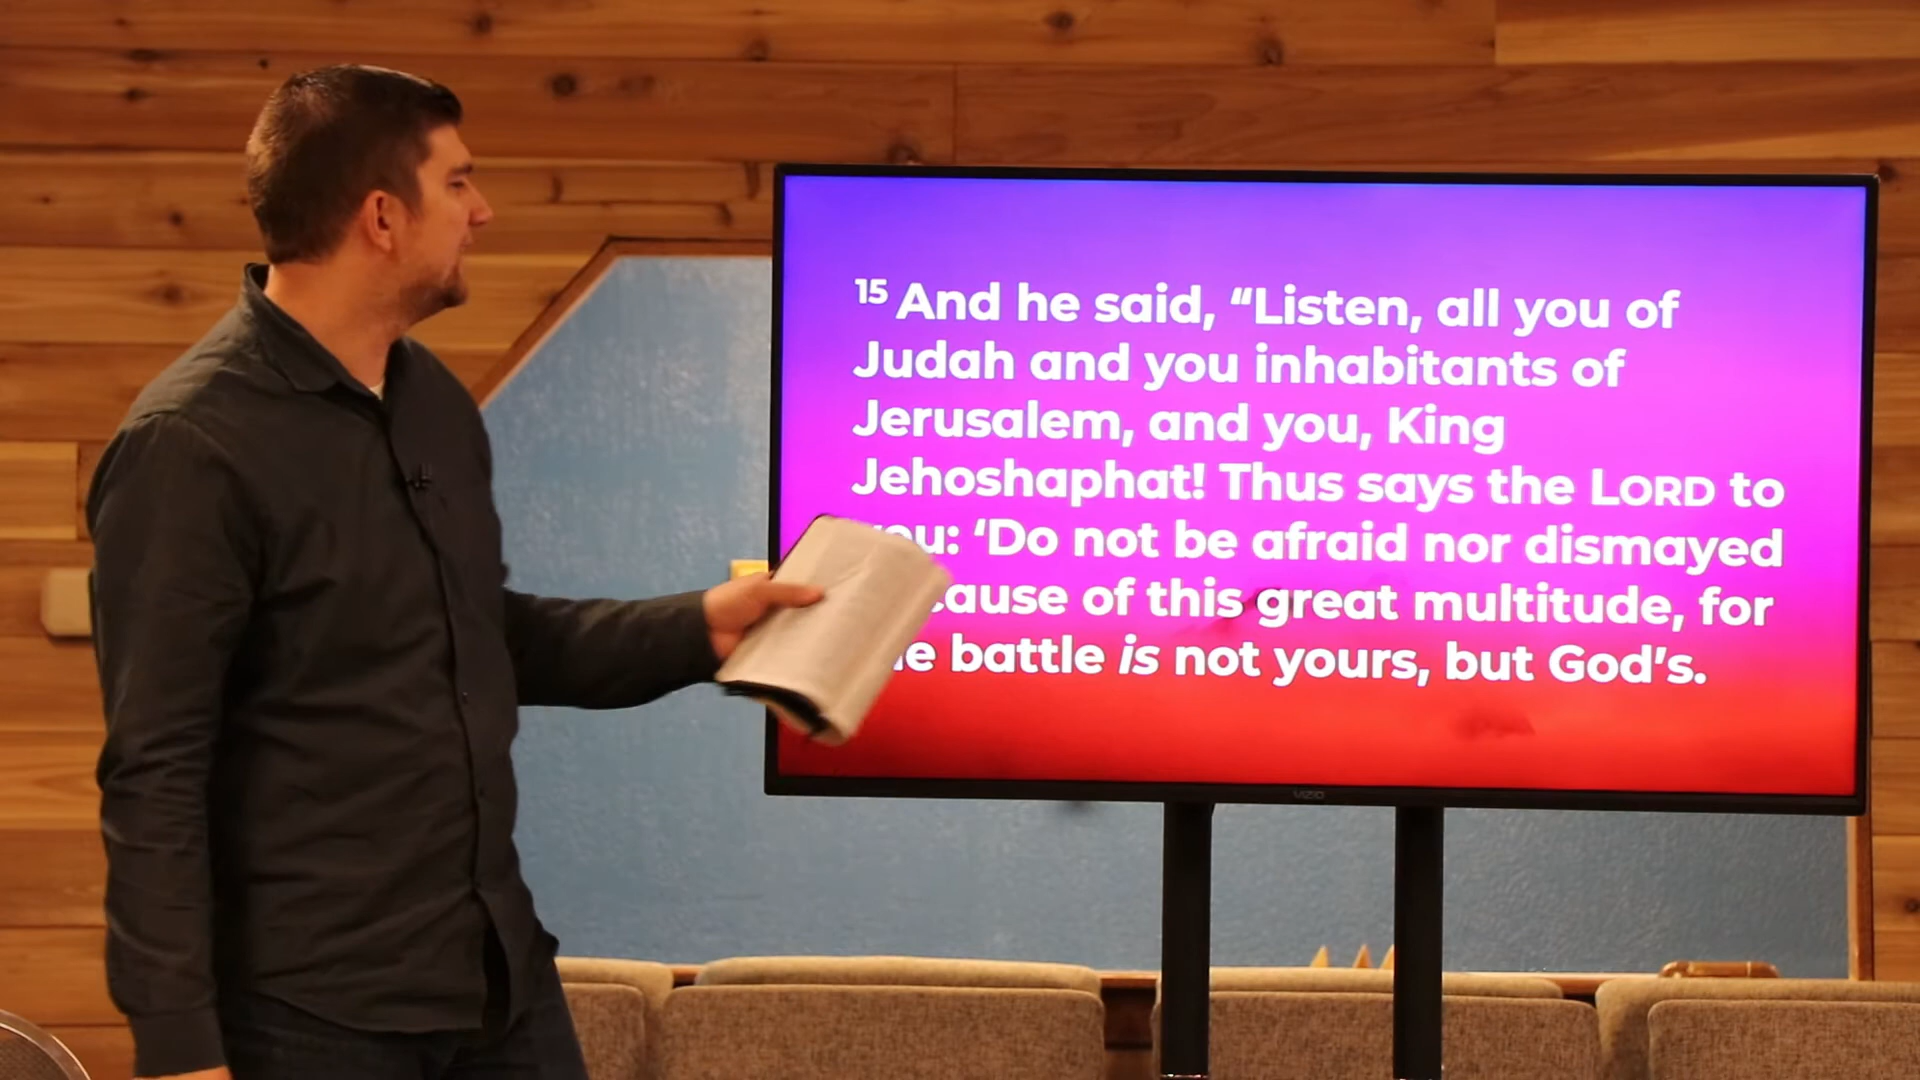 15 And he said, “Listen, all you of
Judah and you inhabitants of
Jerusalem, and you, King
Jehoshaphat! Thus says the LORD to
‘Do not be afraid nor dismayed
of this great multitude, for
battle is not yours, but God’s.
VIZIO